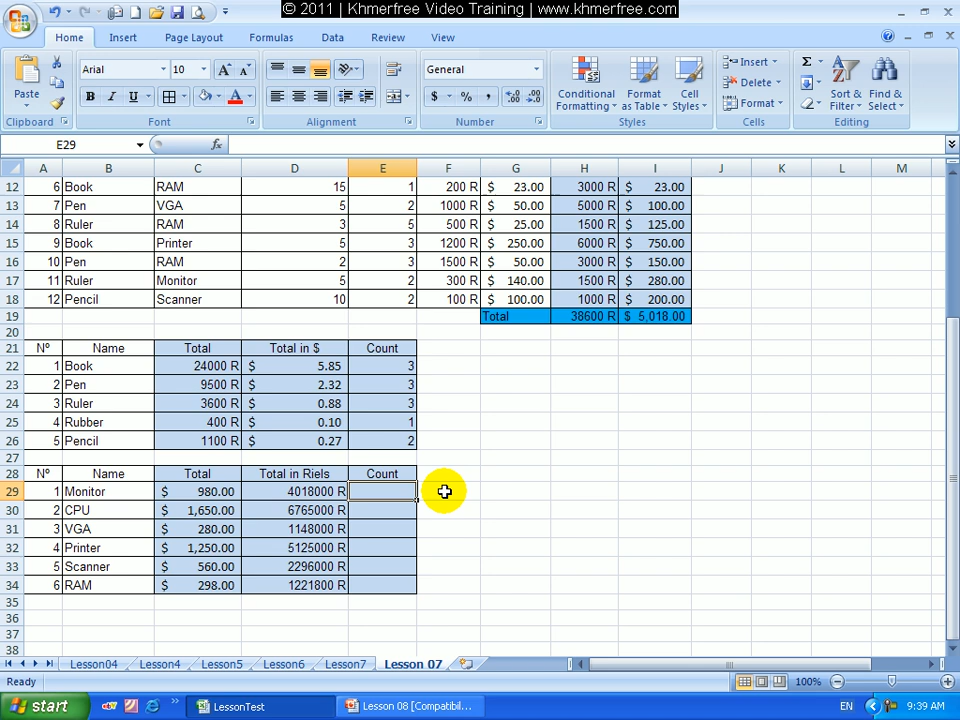 © 2011 | Khmerfree Video Training | www.khmerfree.com
Home Insert Page Layout Formulas Data Review View
Paste Arial 10 General Conditional Formatting Format as Table Cell Styles Insert Delete Format Sort & Filter Find & Select
B I U $ % ,
Clipboard Font Alignment Number Styles Cells Editing
E29 fx
A B C D E F G H I J K L M
12 6 Book RAM 15 1 200 R $ 23.00 3000 R $ 23.00
13 7 Pen VGA 5 2 1000 R $ 50.00 5000 R $ 100.00
14 8 Ruler RAM 3 5 500 R $ 25.00 1500 R $ 125.00
15 9 Book Printer 5 3 1200 R $ 250.00 6000 R $ 750.00
16 10 Pen RAM 2 3 1500 R $ 50.00 3000 R $ 150.00
17 11 Ruler Monitor 5 2 300 R $ 140.00 1500 R $ 280.00
18 12 Pencil Scanner 10 2 100 R $ 100.00 1000 R $ 200.00
19 Total 38600 R $ 5,018.00
20
21 Nº Name Total Total in $ Count
22 1 Book 24000 R $ 5.85 3
23 2 Pen 9500 R $ 2.32 3
24 3 Ruler 3600 R $ 0.88 3
25 4 Rubber 400 R $ 0.10 1
26 5 Pencil 1100 R $ 0.27 2
27
28 Nº Name Total Total in Riels Count
29 1 Monitor $ 980.00 4018000 R
30 2 CPU $ 1,650.00 6765000 R
31 3 VGA $ 280.00 1148000 R
32 4 Printer $ 1,250.00 5125000 R
33 5 Scanner $ 560.00 2296000 R
34 6 RAM $ 298.00 1221800 R
35
36
37
38
Lesson04 Lesson4 Lesson5 Lesson6 Lesson7 Lesson 07
Ready 100%
start LessonTest Lesson 08 [Compatibil... EN 9:39 AM